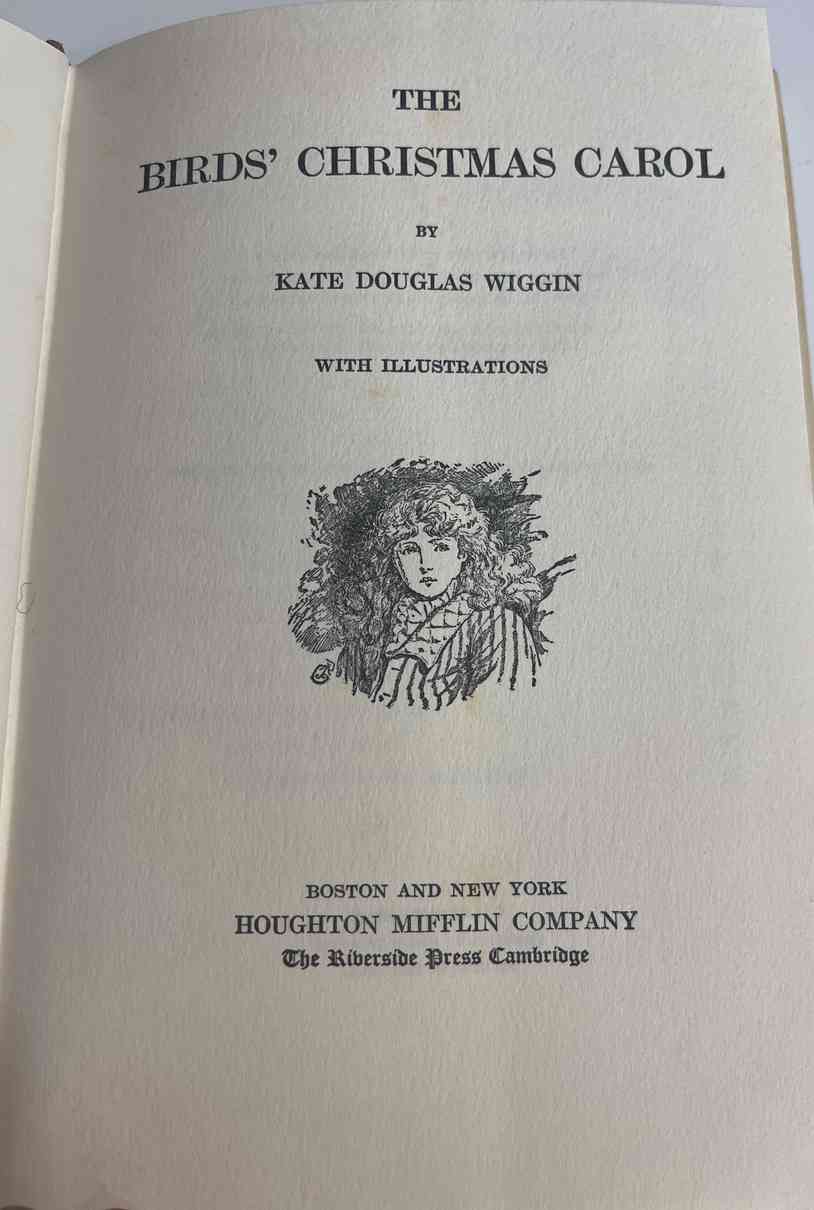 THE
BIRDS' CHRISTMAS CAROL
BY
KATE DOUGLAS WIGGIN
WITH ILLUSTRATIONS
BOSTON AND NEW YORK
HOUGHTON MIFFLIN COMPANY
The Riverside Press Cambridge